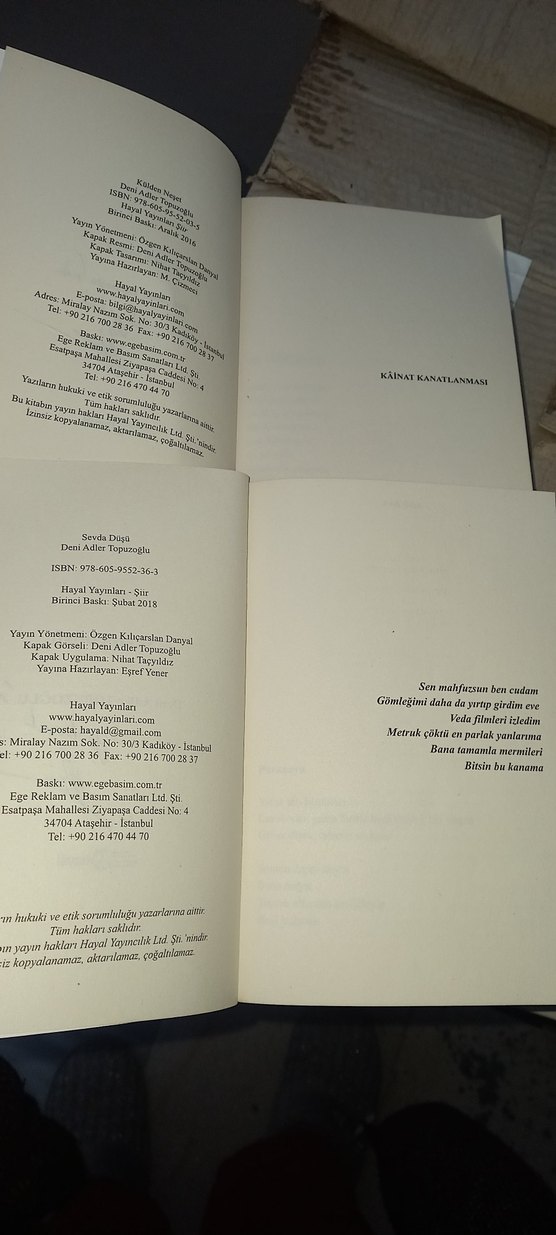 Külden Neşet
Deni Adler Topuzoğlu
ISBN: 978-605-95-52-03-5
Hayal Yayınları Şiir
Birinci Baskı: Aralık 2016
Yayın Yönetmeni: Özgen Kılıçarslan Danyal
Kapak Resmi: Deni Adler Topuzoğlu
Kapak Tasarımı: Nihat Taçyıldız
Yayına Hazırlayan: M. Çizmeci
Hayal Yayınları
www.hayalyayinlari.com
E-posta: bilgi@hayalyayinlari.com
Adres: Miralay Nazım Sok. No: 30/3 Kadıköy - İstanbul
Tel: +90 216 700 28 36 Fax: +90 216 700 28 37
Baskı: www.egebasim.com.tr
Ege Reklam ve Basım Sanatları Ltd. Şti
Esatpaşa Mahallesi Ziyapaşa Caddesi No: 4
34704 Ataşehir - İstanbul
Tel: +90 216 470 44 70
Yazıların hukuki ve etik sorumluluğu yazarlarına aittir.
Tüm hakları saklıdır.
Bu kitabın yayın hakları Hayal Yayıncılık Ltd. Şti.'nindir.
İzinsiz kopyalanamaz, aktarılamaz, çoğaltılamaz.
KÂİNAT KANATLANMASI
Sevda Düşü
Deni Adler Topuzoğlu
ISBN: 978-605-9552-36-3
Hayal Yayınları - Şiir
Birinci Baskı: Şubat 2018
Yayın Yönetmeni: Özgen Kılıçarslan Danyal
Kapak Görseli: Deni Adler Topuzoğlu
Kapak Uygulama: Nihat Taçyıldız
Yayına Hazırlayan: Eşref Yener
Hayal Yayınları
www.hayalyayinlari.com
E-posta: hayald@gmail.com
s: Miralay Nazım Sok. No: 30/3 Kadıköy - İstanbul
el: +90 216 700 28 36 Fax: +90 216 700 28 37
Baskı: www.egebasim.com.tr
Ege Reklam ve Basım Sanatları Ltd. Şti.
Esatpaşa Mahallesi Ziyapaşa Caddesi No: 4
34704 Ataşehir - İstanbul
Tel: +90 216 470 44 70
rın hukuki ve etik sorumluluğu yazarlarına aittir.
Tüm hakları saklıdır.
bın yayın hakları Hayal Yayıncılık Ltd. Şti.'nindir.
siz kopyalanamaz, aktarılamaz, çoğaltılamaz.
Sen mahfuzsun ben cudam
Gömleğimi daha da yırtıp girdim eve
Veda filmleri izledim
Metruk çöktü en parlak yanlarıma
Bana tamamla mermileri
Bitsin bu kanama